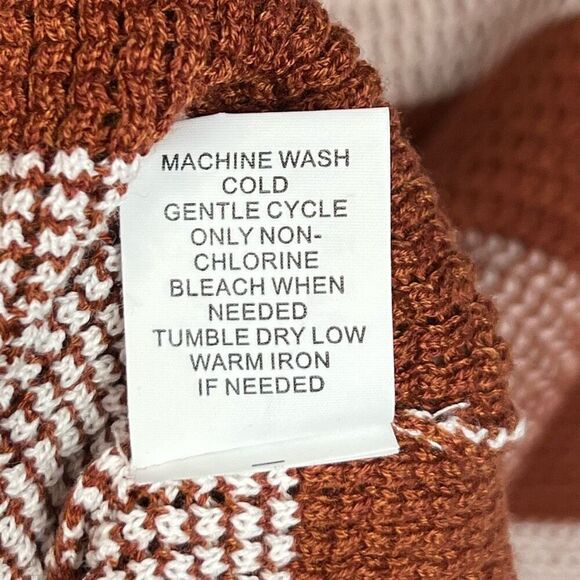 MACHINE WASH
COLD
GENTLE CYCLE
ONLY NON-
CHLORINE
BLEACH WHEN
NEEDED
TUMBLE DRY LOW
WARM IRON
IF NEEDED